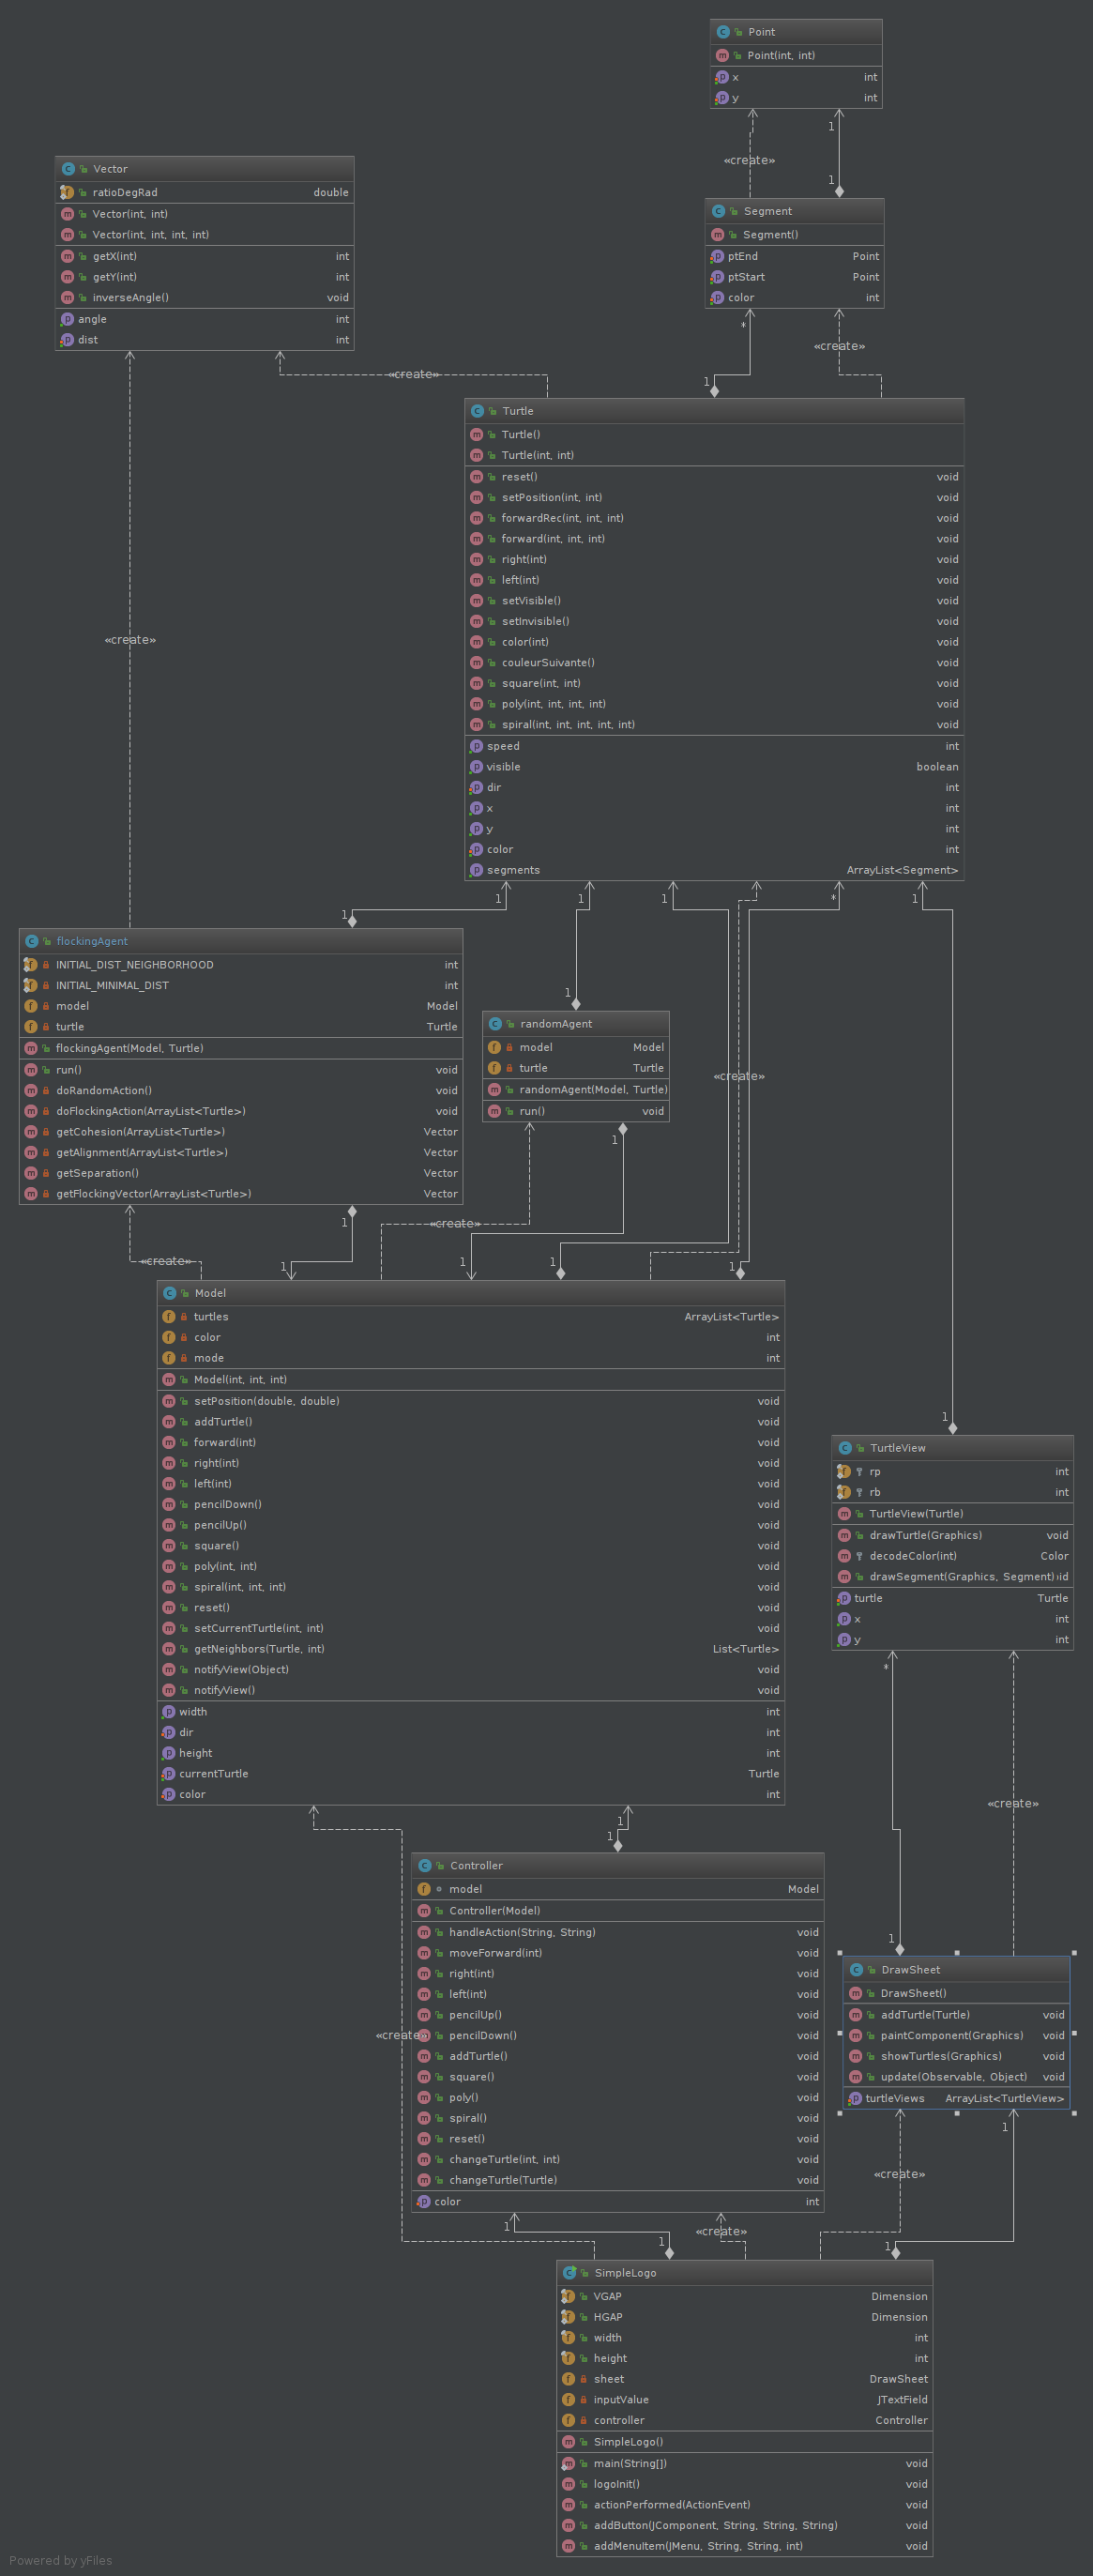 Point
Point(int, int)
x int
y int
1
«create»
1
Vector
ratioDegRad double
Vector(int, int)
Vector(int, int, int, int)
getX(int) int
getY(int) int
inverseAngle() void
angle int
dist int
Segment
Segment()
ptEnd Point
ptStart Point
color int
*
«create»
«create»
1
Turtle
Turtle()
Turtle(int, int)
reset() void
setPosition(int, int) void
forwardRec(int, int, int) void
forward(int, int, int) void
right(int) void
left(int) void
setVisible() void
setInvisible() void
color(int) void
couleurSuivante() void
square(int, int) void
poly(int, int, int, int) void
spiral(int, int, int, int, int) void
speed int
visible boolean
dir int
x int
y int
color int
segments ArrayList<Segment>
«create»
1 1 1 * 1
1
flockingAgent
INITIAL_DIST_NEIGHBORHOOD int
INITIAL_MINIMAL_DIST int
model Model
turtle Turtle
flockingAgent(Model, Turtle)
run() void
doRandomAction() void
doFlockingAction(ArrayList<Turtle>) void
getCohesion(ArrayList<Turtle>) Vector
getAlignment(ArrayList<Turtle>) Vector
getSeparation() Vector
getFlockingVector(ArrayList<Turtle>) Vector
1
randomAgent
model Model
turtle Turtle
randomAgent(Model, Turtle)
run() void
«create»
1
1
«create»
«create»
1 1 1 1
Model
turtles ArrayList<Turtle>
color int
mode int
Model(int, int, int)
setPosition(double, double) void
addTurtle() void
forward(int) void
right(int) void
left(int) void
pencilDown() void
pencilUp() void
square() void
poly(int, int) void
spiral(int, int, int) void
reset() void
setCurrentTurtle(int, int) void
getNeighbors(Turtle, int) List<Turtle>
notifyView(Object) void
notifyView() void
width int
dir int
height int
currentTurtle Turtle
color int
1
TurtleView
rp int
rb int
TurtleView(Turtle)
drawTurtle(Graphics) void
decodeColor(int) Color
drawSegment(Graphics, Segment) id
turtle Turtle
x int
y int
*
«create»
1
1
1
Controller
model Model
Controller(Model)
handleAction(String, String) void
moveForward(int) void
right(int) void
left(int) void
pencilUp() void
pencilDown() void
addTurtle() void
square() void
poly() void
spiral() void
reset() void
changeTurtle(int, int) void
changeTurtle(Turtle) void
color int
«create»
DrawSheet
DrawSheet()
addTurtle(Turtle) void
paintComponent(Graphics) void
showTurtles(Graphics) void
update(Observable, Object) void
turtleViews ArrayList<TurtleView>
1
«create»
1
«create»
1
1
SimpleLogo
VGAP Dimension
HGAP Dimension
width int
height int
sheet DrawSheet
inputValue JTextField
controller Controller
SimpleLogo()
main(String[]) void
logoInit() void
actionPerformed(ActionEvent) void
addButton(JComponent, String, String, String) void
addMenuItem(JMenu, String, String, int) void
Powered by yFiles